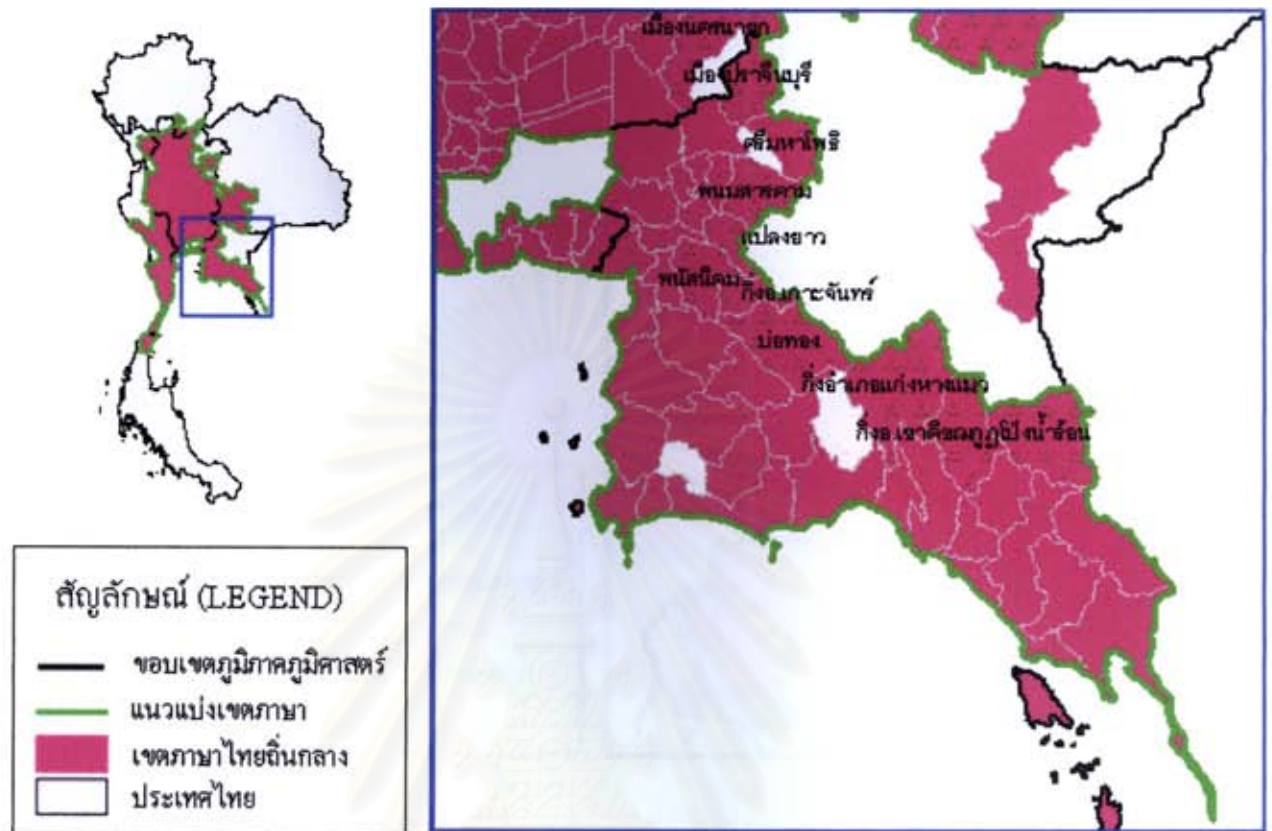 เมืองนครนายก
เมืองปราจีนบุรี
ศรีมหาโพธิ
พนมสารคาม
แปลงยาว
พนัสนิคม
กิ่งอ.เกาะจันทร์
บ่อทอง
กิ่งอำเภอแก่งหางแมว
กิ่งอ.เขาคิชฌกูฏโป่งน้ำร้อน
สัญลักษณ์ (LEGEND)
ขอบเขตภูมิภาคภูมิศาสตร์
แนวแบ่งเขตภาษา
เขตภาษาไทยถิ่นกลาง
ประเทศไทย